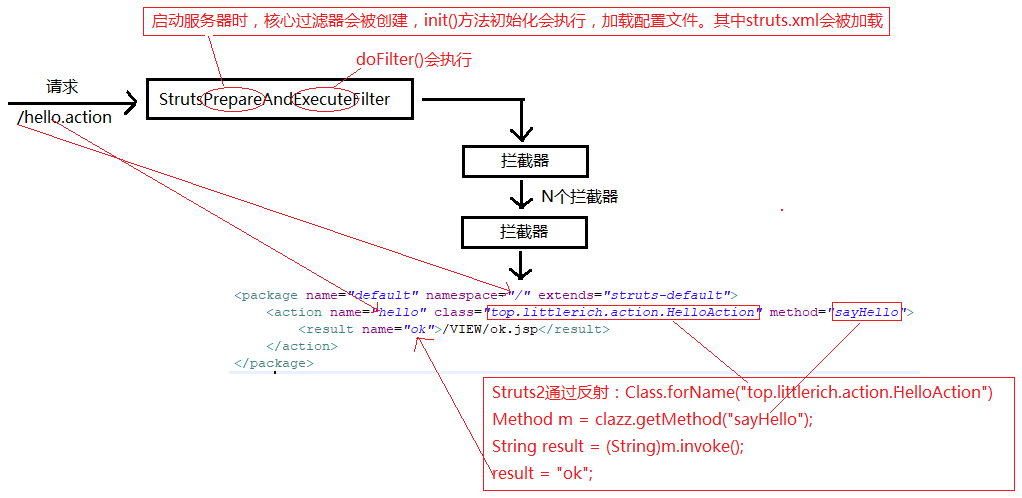 启动服务器时，核心过滤器会被创建，init()方法初始化会执行，加载配置文件。其中struts.xml会被加载
doFilter()会执行
请求
/hello.action
StrutsPrepareAndExecuteFilter
拦截器
N个拦截器
拦截器
<package name="default" namespace="/" extends="struts-default">
<action name="hello" class="top.littlerich.action.HelloAction" method="sayHello">
<result name="ok">/VIEW/ok.jsp</result>
</action>
</package>
Struts2通过反射：Class.forName("top.littlerich.action.HelloAction")
Method m = clazz.getMethod("sayHello");
String result = (String)m.invoke();
result = "ok";